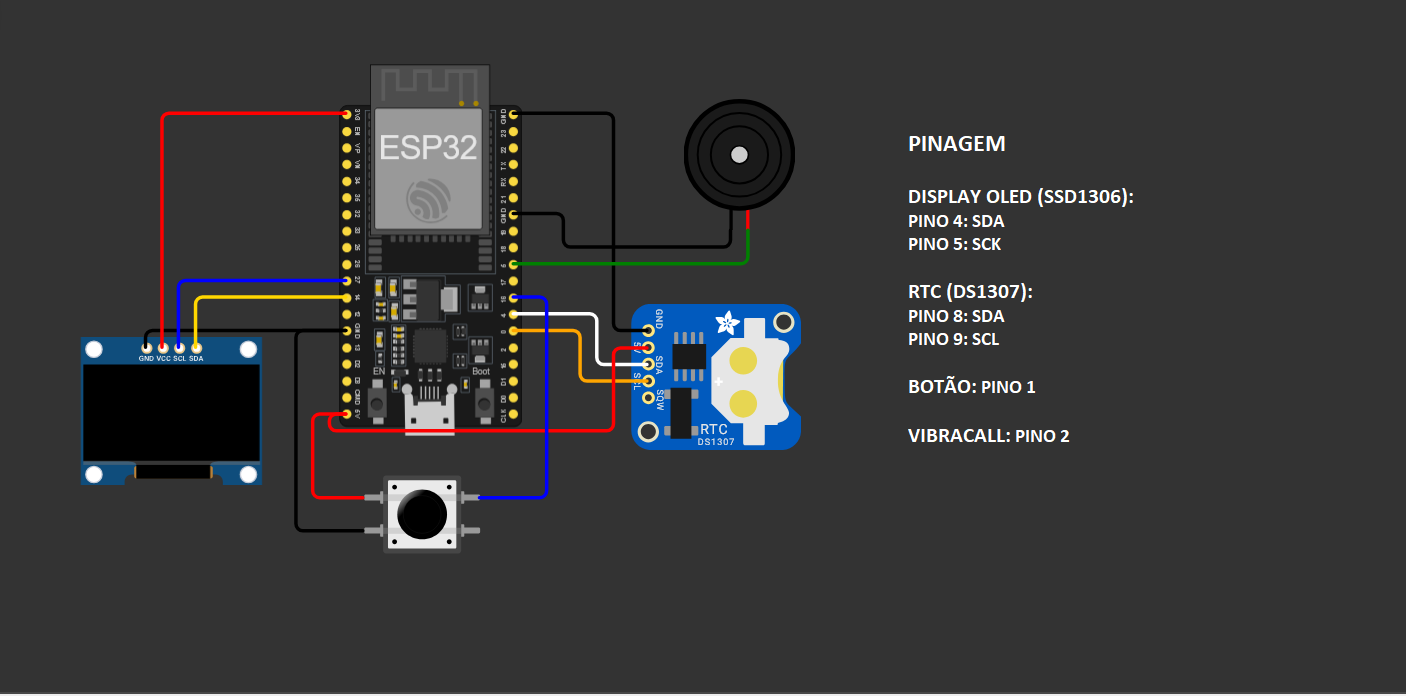 ESP32
3V3
EN
VP
VN
34
35
32
33
25
26
27
14
12
GND
13
D2
D3
CMD
5V
GND
23
22
TX
RX
21
GND
19
18
5
17
16
4
0
2
15
D1
D0
CLK
EN
Boot
GND VCC SCL SDA
GND
5V
SDA
SCL
SQW
+
RTC
DS1307
PINAGEM
DISPLAY OLED (SSD1306):
PINO 4: SDA
PINO 5: SCK
RTC (DS1307):
PINO 8: SDA
PINO 9: SCL
BOTÃO: PINO 1
VIBRACALL: PINO 2